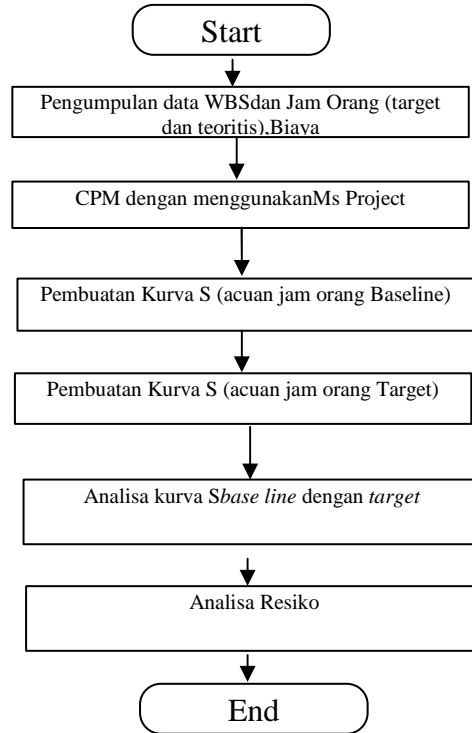 Start
Pengumpulan data WBSdan Jam Orang (target
dan teoritis),Biaya
CPM dengan menggunakanMs Project
Pembuatan Kurva S (acuan jam orang Baseline)
Pembuatan Kurva S (acuan jam orang Target)
Analisa kurva Sbase line dengan target
Analisa Resiko
End